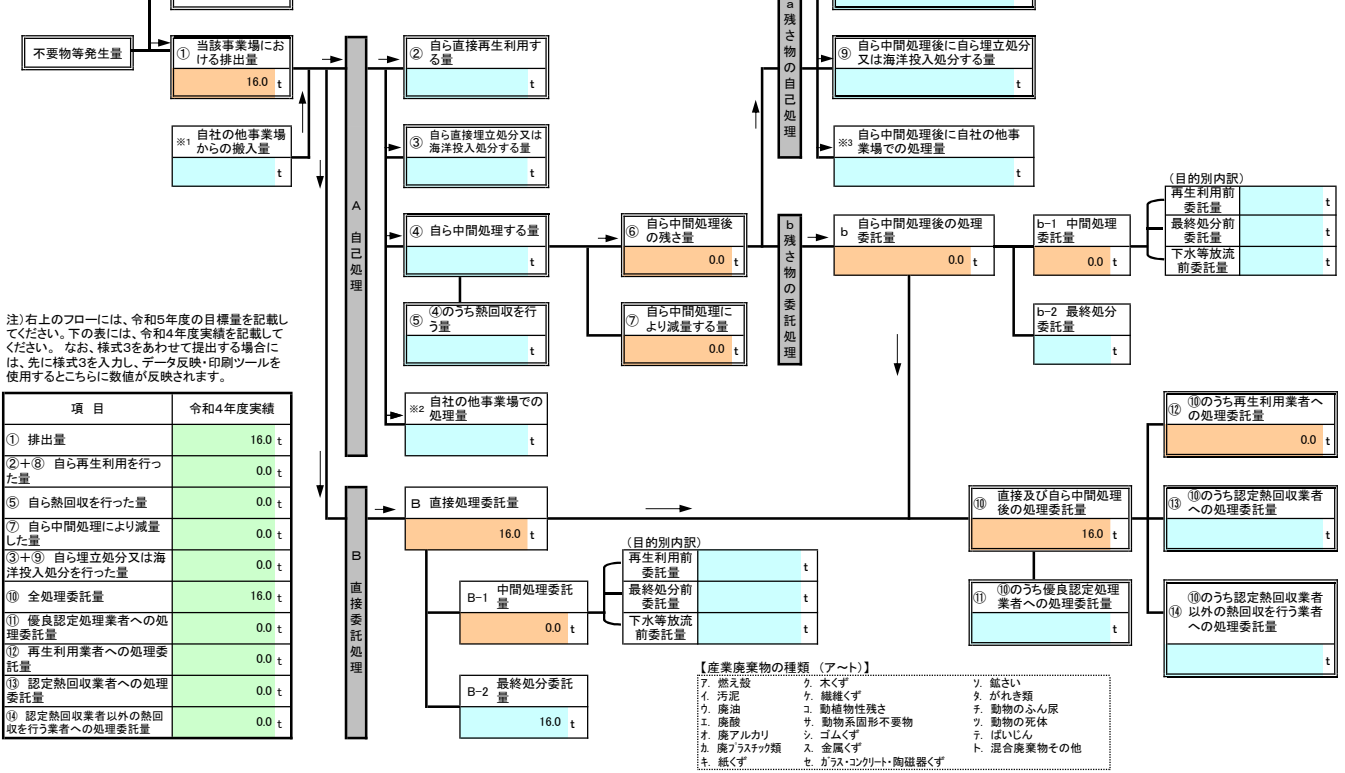 不要物等発生量
① 当該事業場にお
ける排出量
16.0 t
※1 自社の他事業場
からの搬入量
t
A
自
己
処
理
② 自ら直接再生利用す
る量
t
③ 自ら直接埋立処分又は
海洋投入処分する量
t
④ 自ら中間処理する量
t
⑤ ④のうち熱回収を行
う量
t
※2 自社の他事業場での
処理量
t
⑥ 自ら中間処理後
の残さ量
0.0 t
⑦ 自ら中間処理に
より減量する量
0.0 t
a
残
さ
物
の
自
己
処
理
⑨ 自ら中間処理後に自ら埋立処分
又は海洋投入処分する量
t
※3 自ら中間処理後に自社の他事
業場での処理量
t
b
残
さ
物
の
委
託
処
理
b 自ら中間処理後の処理
委託量
0.0 t
b-1 中間処理
委託量
0.0 t
(目的別内訳)
再生利用前
委託量
t
最終処分前
委託量
t
下水等放流
前委託量
t
b-2 最終処分
委託量
t
注)右上のフローには、令和5年度の目標量を記載し
てください。下の表には、令和4年度実績を記載して
ください。 なお、様式3をあわせて提出する場合に
は、先に様式3を入力し、データ反映・印刷ツールを
使用するとこちらに数値が反映されます。
項 目 令和4年度実績
① 排出量 16.0 t
②+⑧ 自ら再生利用を行っ
た量 0.0 t
⑤ 自ら熱回収を行った量 0.0 t
⑦ 自ら中間処理により減量
した量 0.0 t
③+⑨ 自ら埋立処分又は海
洋投入処分を行った量 0.0 t
⑩ 全処理委託量 16.0 t
⑪ 優良認定処理業者への処
理委託量 0.0 t
⑫ 再生利用業者への処理委
託量 0.0 t
⑬ 認定熱回収業者への処理
委託量 0.0 t
⑭ 認定熱回収業者以外の熱回
収を行う業者への処理委託量 0.0 t
B
直
接
委
託
処
理
B 直接処理委託量
16.0 t
B-1 中間処理委託
量
0.0 t
(目的別内訳)
再生利用前
委託量
t
最終処分前
委託量
t
下水等放流
前委託量
t
B-2 最終処分委託
量
16.0 t
⑩ 直接及び自ら中間処理
後の処理委託量
16.0 t
⑪ ⑩のうち優良認定処理
業者への処理委託量
t
⑫ ⑩のうち再生利用業者へ
の処理委託量
0.0 t
⑬ ⑩のうち認定熱回収業者
への処理委託量
t
⑭ ⑩のうち認定熱回収業者
以外の熱回収を行う業者
への処理委託量
t
【産業廃棄物の種類 (ア~ト)】
ア. 燃え殻 ク. 木くず ソ. 鉱さい
イ. 汚泥 ケ. 繊維くず タ. がれき類
ウ. 廃油 コ. 動植物性残さ チ. 動物のふん尿
エ. 廃酸 サ. 動物系固形不要物 ツ. 動物の死体
オ. 廃アルカリ シ. ゴムくず テ. ばいじん
カ. 廃プラスチック類 ス. 金属くず ト. 混合廃棄物その他
キ. 紙くず セ. ガラス・コンクリート・陶磁器くず